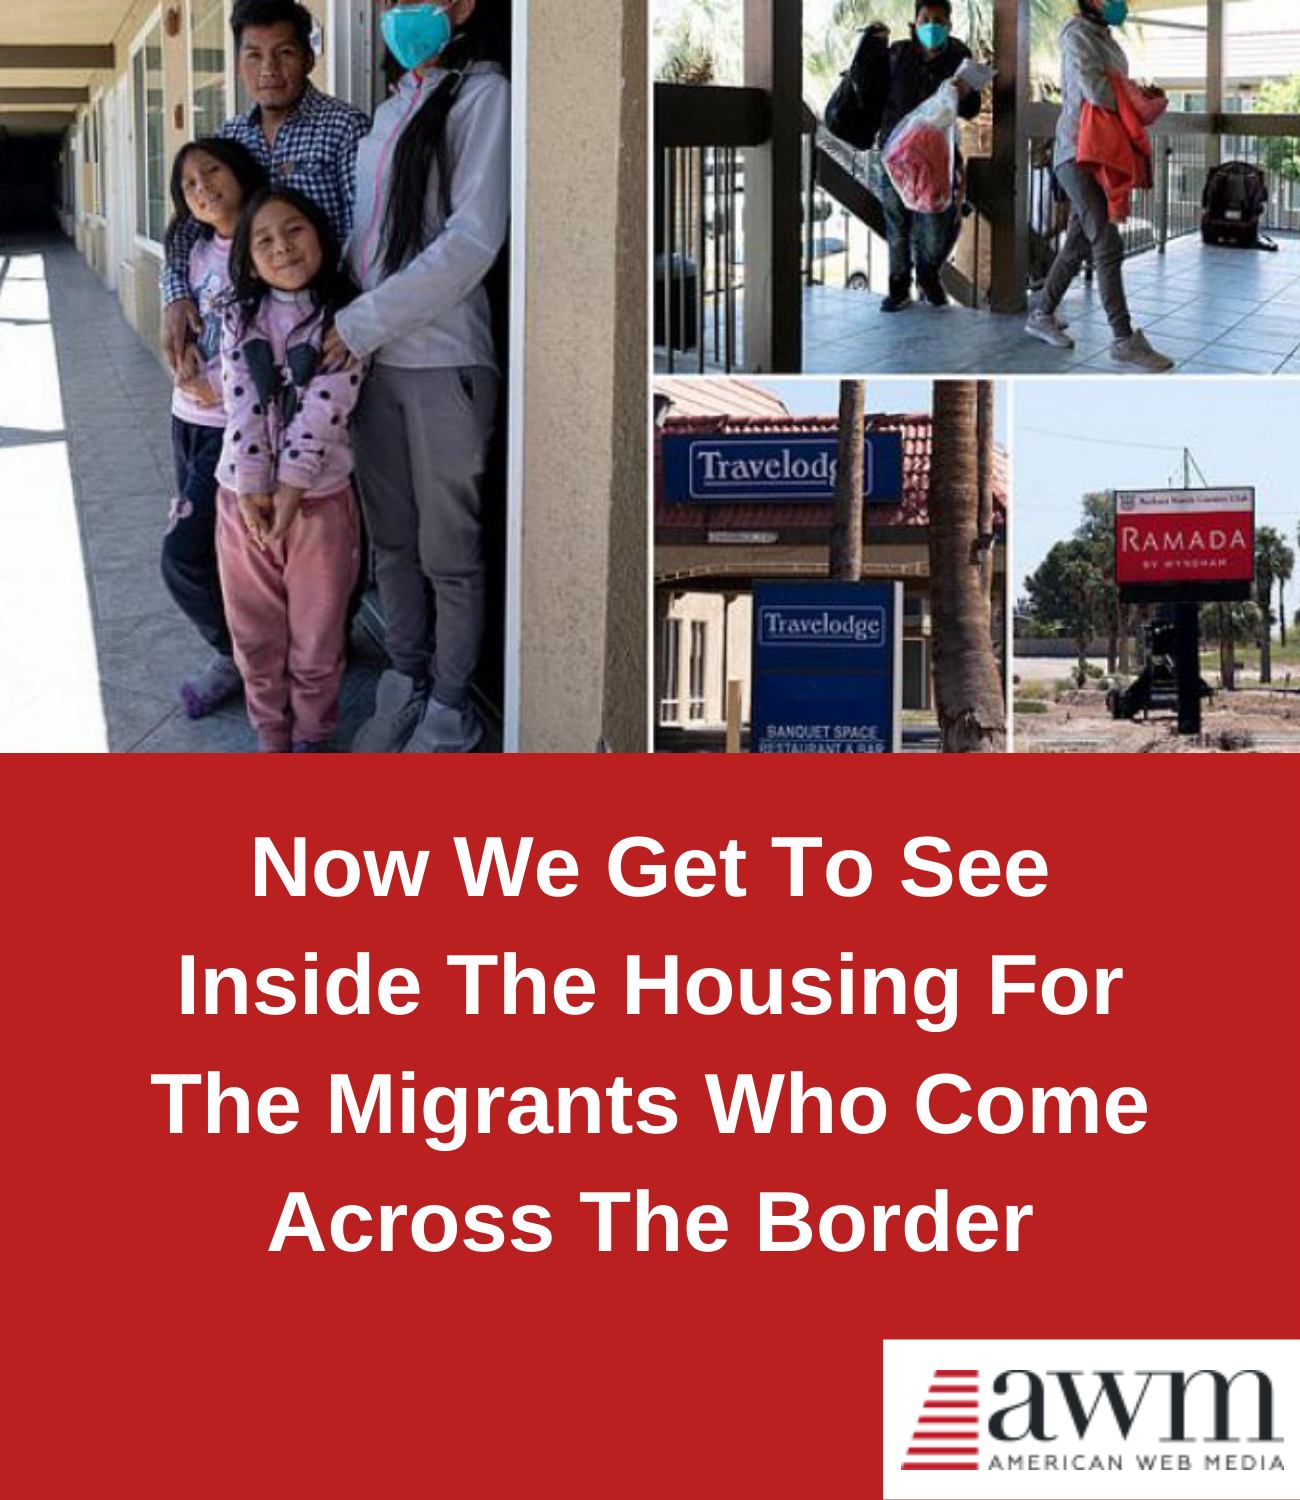 Travelodge
RAMADA
BY WYNDHAM
Travelodge
BANQUET SPACE
RESTAURANT & BAR
Now We Get To See
Inside The Housing For
The Migrants Who Come
Across The Border
awm
AMERICAN WEB MEDIA